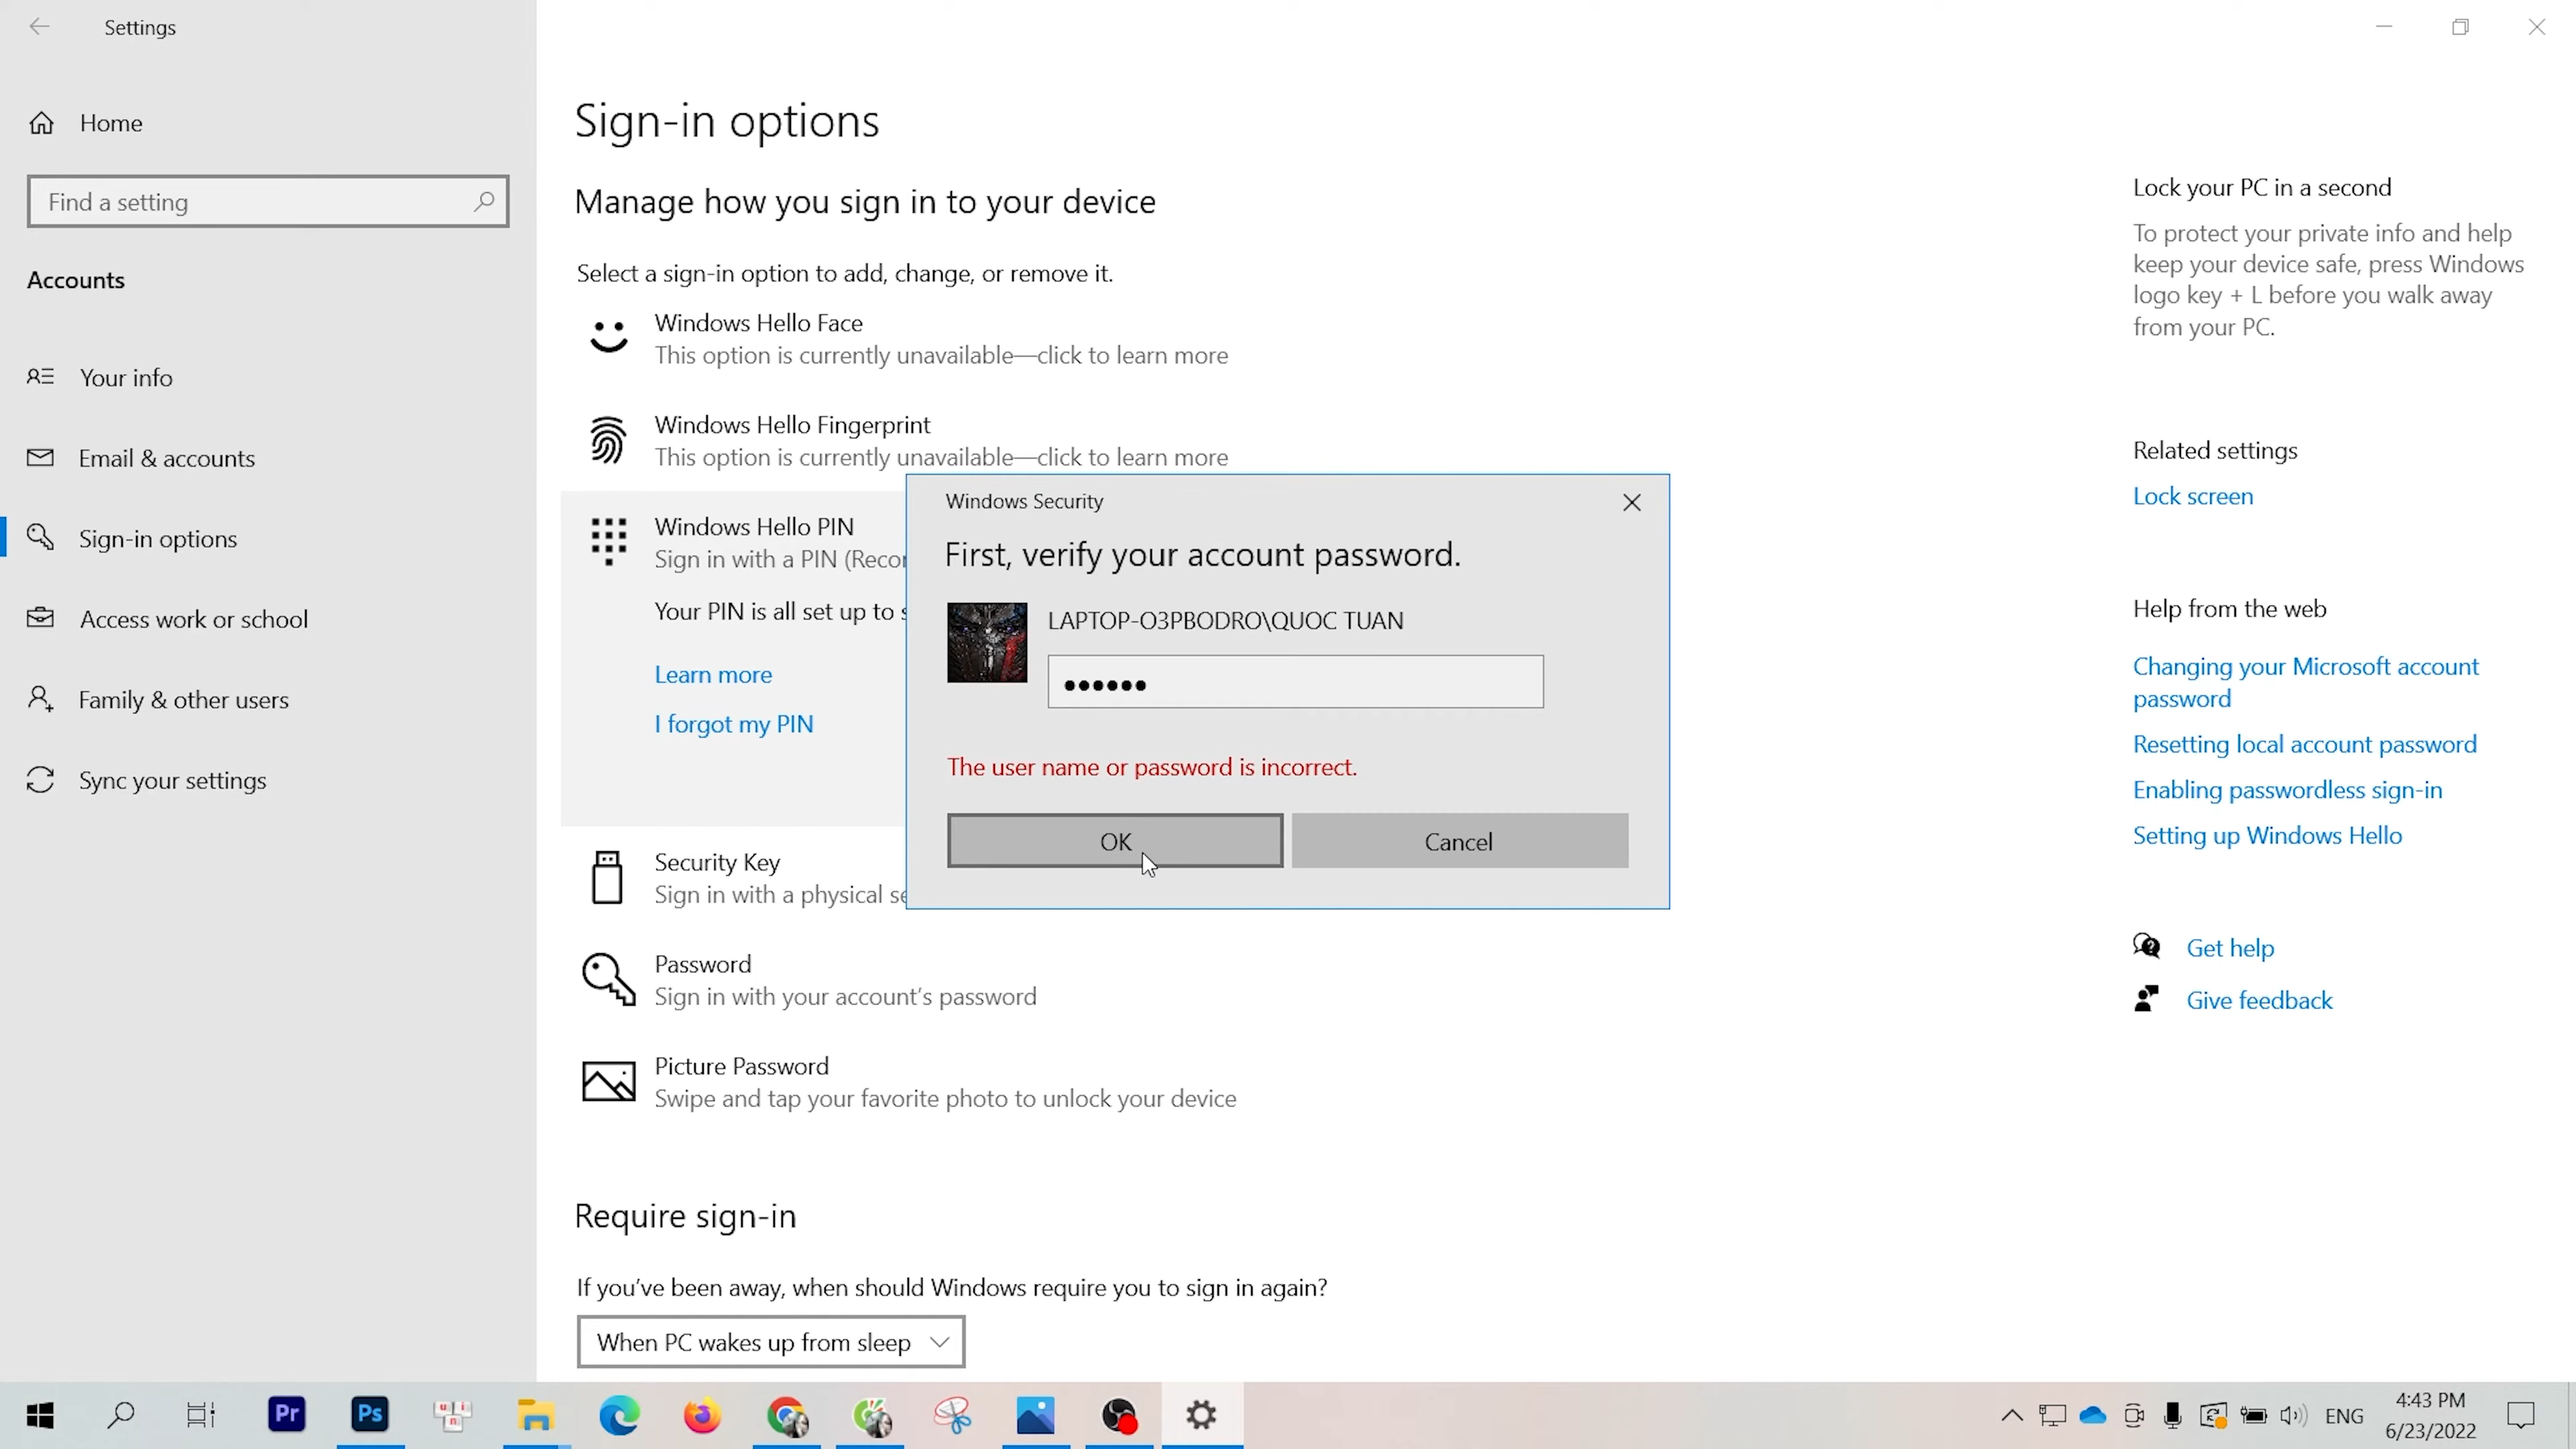 Settings
Home
Find a setting
Accounts
Your info
Email & accounts
Sign-in options
Access work or school
Family & other users
Sync your settings
Sign-in options
Manage how you sign in to your device
Select a sign-in option to add, change, or remove it.
Windows Hello Face
This option is currently unavailable—click to learn more
Windows Hello Fingerprint
This option is currently unavailable—click to learn more
Windows Hello PIN
Sign in with a PIN
Your PIN is all set up to
Learn more
I forgot my PIN
Security Key
Sign in with a physical
Password
Sign in with your account's password
Picture Password
Swipe and tap your favorite photo to unlock your device
Require sign-in
If you've been away, when should Windows require you to sign in again?
When PC wakes up from sleep
Windows Security
First, verify your account password.
LAPTOP-O3PBODRO\QUOC TUAN
The user name or password is incorrect.
OK
Cancel
Lock your PC in a second
To protect your private info and help
keep your device safe, press Windows
logo key + L before you walk away
from your PC.
Related settings
Lock screen
Help from the web
Changing your Microsoft account
password
Resetting local account password
Enabling passwordless sign-in
Setting up Windows Hello
Get help
Give feedback
Pr
Ps
ENG
4:43 PM
6/23/2022